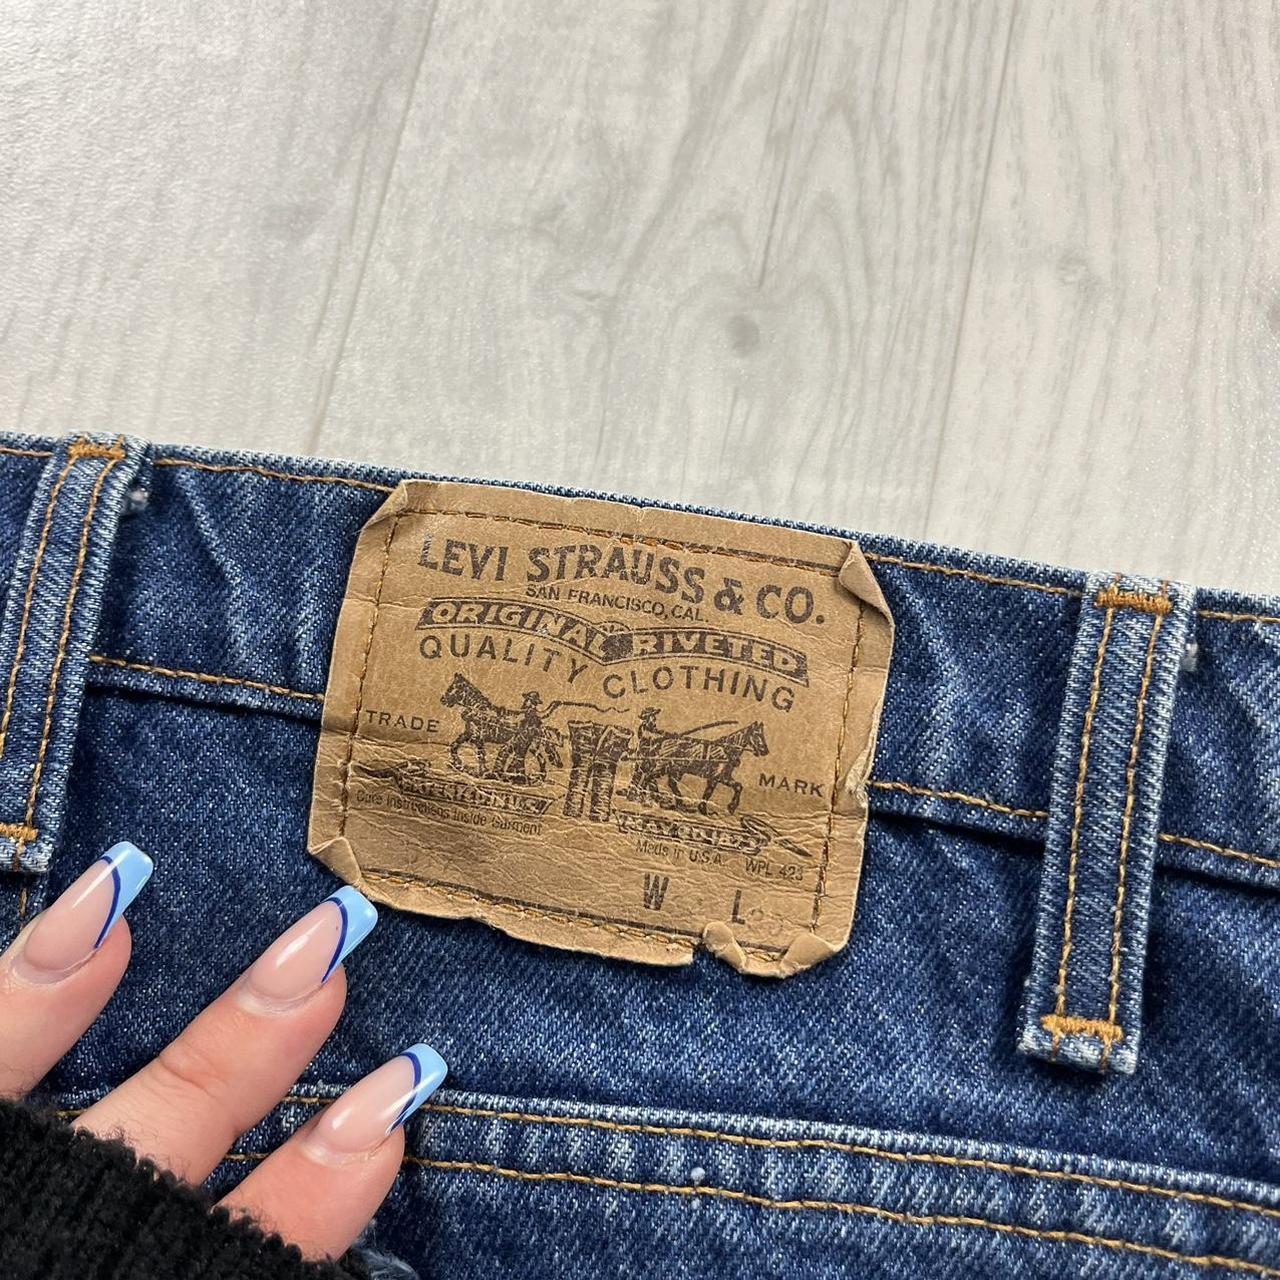 LEVI STRAUSS & CO.
SAN FRANCISCO, CAL.
ORIGINAL RIVETED
QUALITY CLOTHING
TRADE MARK
Care Instructions Inside Garment
Made in U.S.A. WPL 423
W L